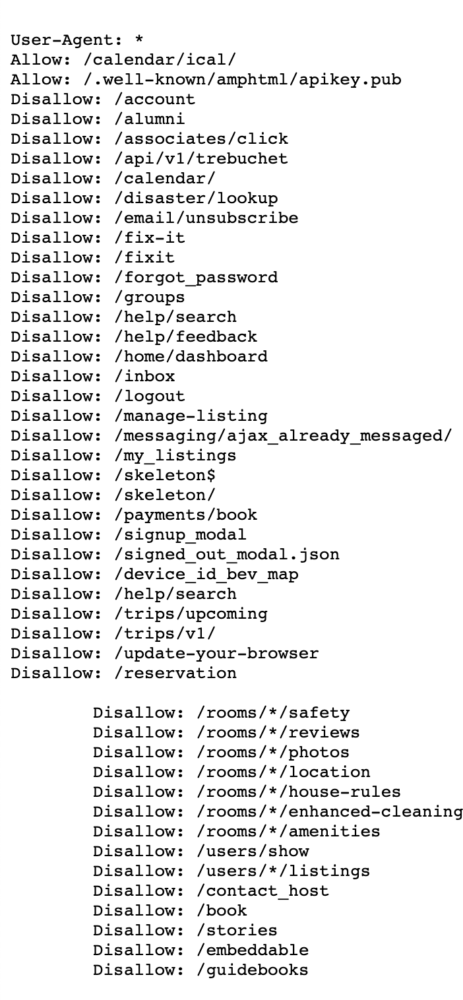 User-Agent: *
Allow: /calendar/ical/
Allow: /.well-known/amphtml/apikey.pub
Disallow: /account
Disallow: /alumni
Disallow: /associates/click
Disallow: /api/v1/trebuchet
Disallow: /calendar/
Disallow: /disaster/lookup
Disallow: /email/unsubscribe
Disallow: /fix-it
Disallow: /fixit
Disallow: /forgot_password
Disallow: /groups
Disallow: /help/search
Disallow: /help/feedback
Disallow: /home/dashboard
Disallow: /inbox
Disallow: /logout
Disallow: /manage-listing
Disallow: /messaging/ajax_already_messaged/
Disallow: /my_listings
Disallow: /skeleton$
Disallow: /skeleton/
Disallow: /payments/book
Disallow: /signup_modal
Disallow: /signed_out_modal.json
Disallow: /device_id_bev_map
Disallow: /help/search
Disallow: /trips/upcoming
Disallow: /trips/v1/
Disallow: /update-your-browser
Disallow: /reservation
Disallow: /rooms/*/safety
Disallow: /rooms/*/reviews
Disallow: /rooms/*/photos
Disallow: /rooms/*/location
Disallow: /rooms/*/house-rules
Disallow: /rooms/*/enhanced-cleaning
Disallow: /rooms/*/amenities
Disallow: /users/show
Disallow: /users/*/listings
Disallow: /contact_host
Disallow: /book
Disallow: /stories
Disallow: /embeddable
Disallow: /guidebooks